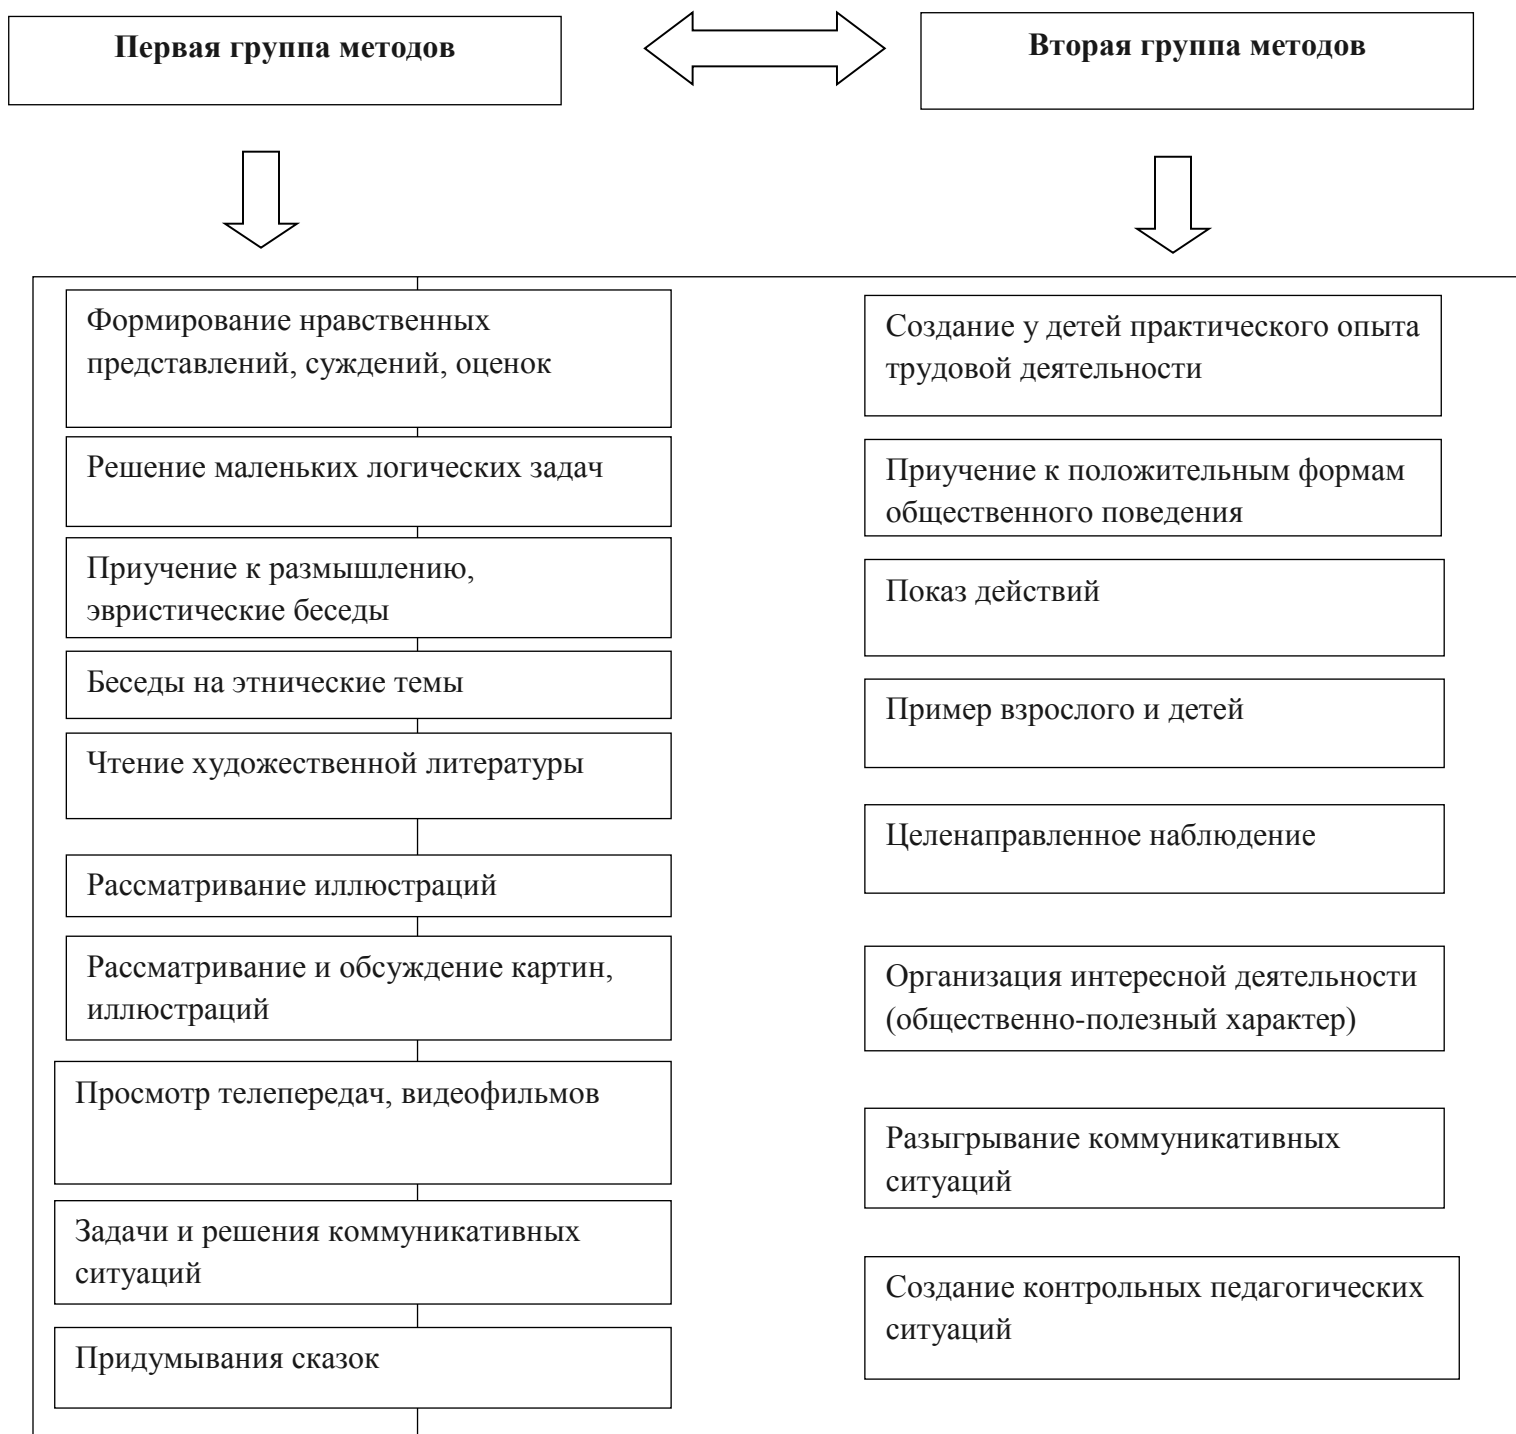 Первая группа методов
Вторая группа методов
Формирование нравственных
представлений, суждений, оценок
Решение маленьких логических задач
Приучение к размышлению,
эвристические беседы
Беседы на этнические темы
Чтение художественной литературы
Рассматривание иллюстраций
Рассматривание и обсуждение картин,
иллюстраций
Просмотр телепередач, видеофильмов
Задачи и решения коммуникативных
ситуаций
Придумывания сказок
Создание у детей практического опыта
трудовой деятельности
Приучение к положительным формам
общественного поведения
Показ действий
Пример взрослого и детей
Целенаправленное наблюдение
Организация интересной деятельности
(общественно-полезный характер)
Разыгрывание коммуникативных
ситуаций
Создание контрольных педагогических
ситуаций